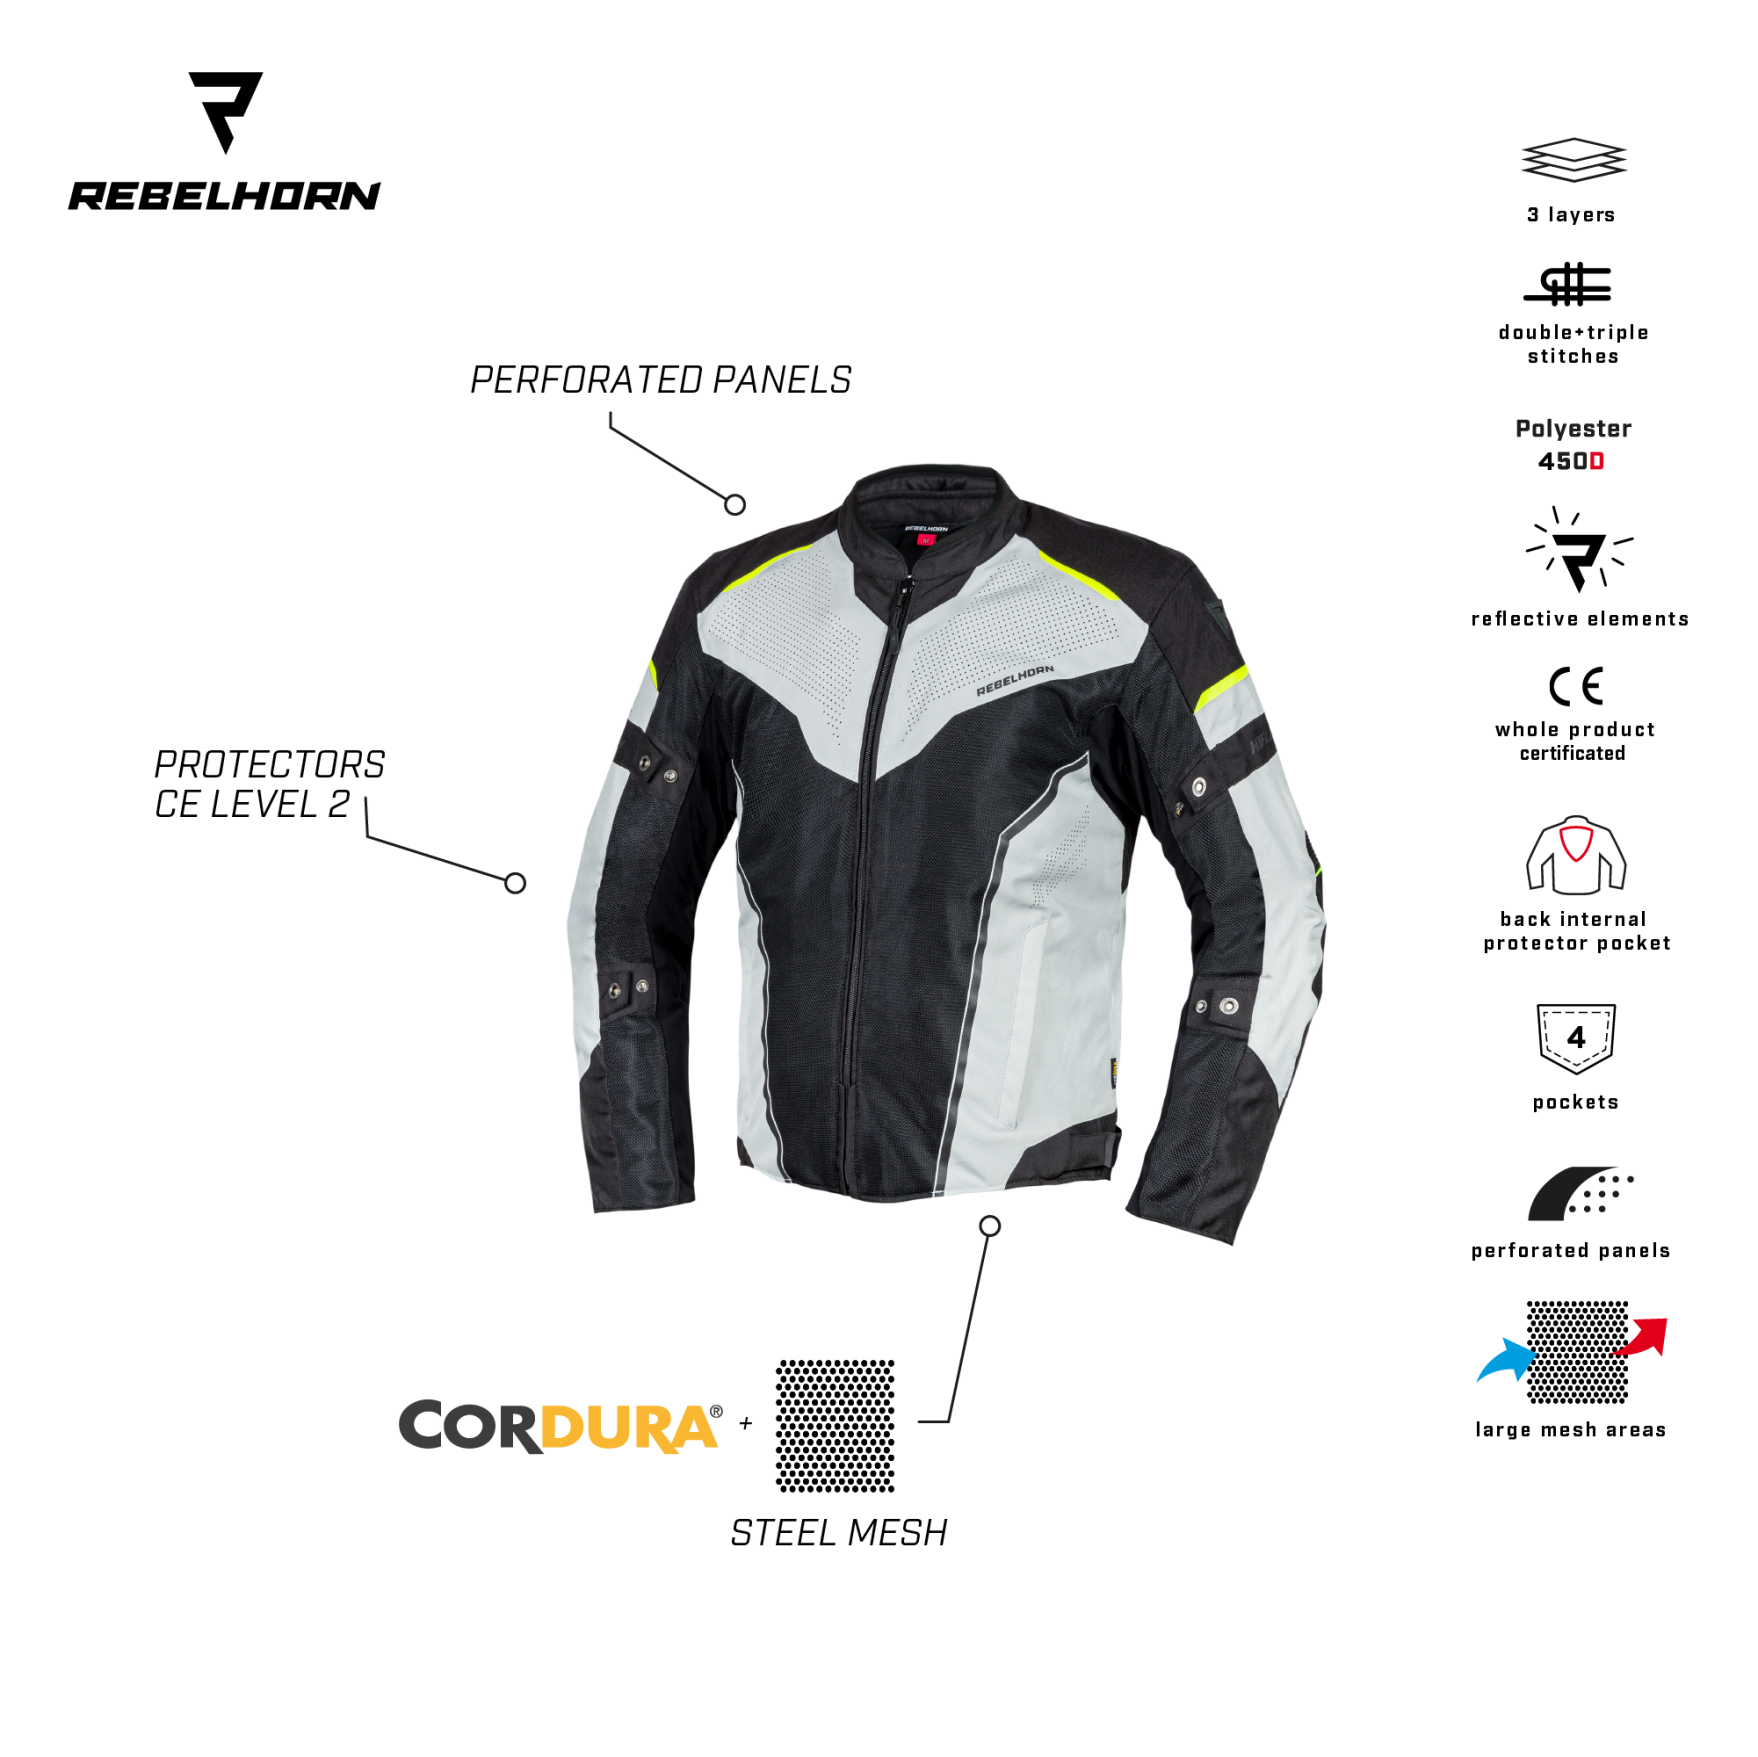 REBELHORN
PERFORATED PANELS
PROTECTORS
CE LEVEL 2
REBELHORN
M
REBELHORN
CORDURA® +
STEEL MESH
3 layers
double+triple
stitches
Polyester
450D
reflective elements
CE
whole product
certificated
back internal
protector pocket
4
pockets
perforated panels
large mesh areas